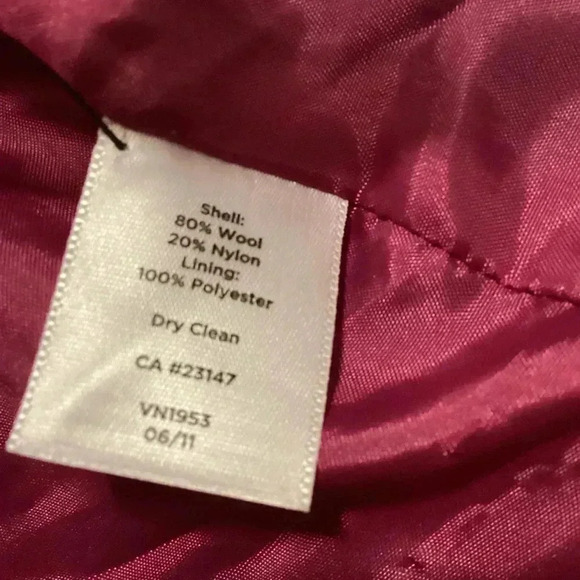 Shell:
80% Wool
20% Nylon
Lining:
100% Polyester
Dry Clean
CA #23147
VN1953
06/11